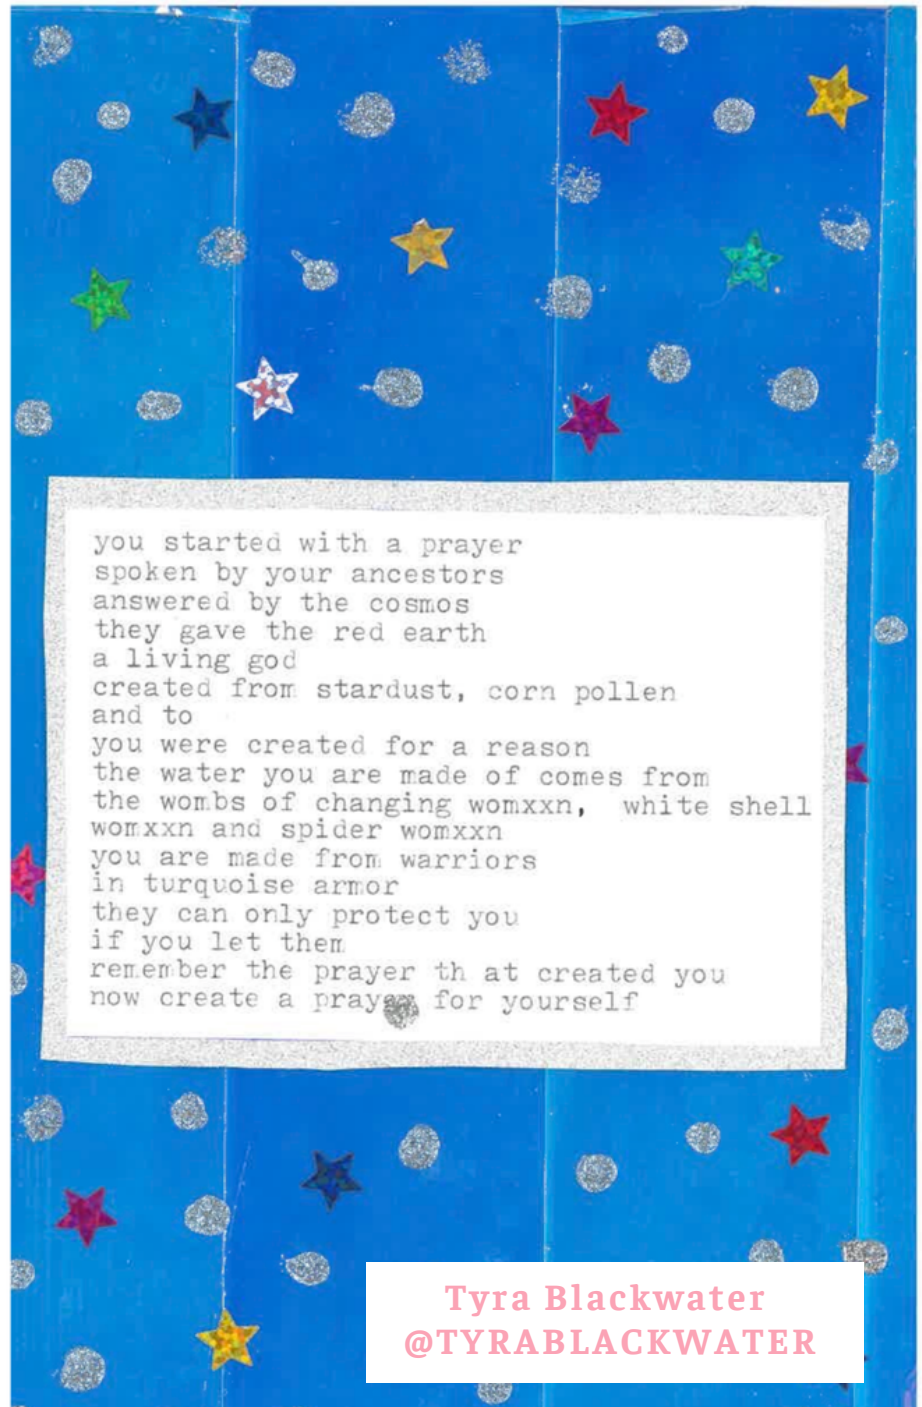 you started with a prayer
spoken by your ancestors
answered by the cosmos
they gave the red earth
a living god
created from stardust, corn pollen
and to
you were created for a reason
the water you are made of comes from
the wombs of changing womxxn, white shell
womxxn and spider womxxn
you are made from warriors
in turquoise armor
they can only protect you
if you let them
remember the prayer th at created you
now create a prayer for yourself
Tyra Blackwater
@TYRABLACKWATER